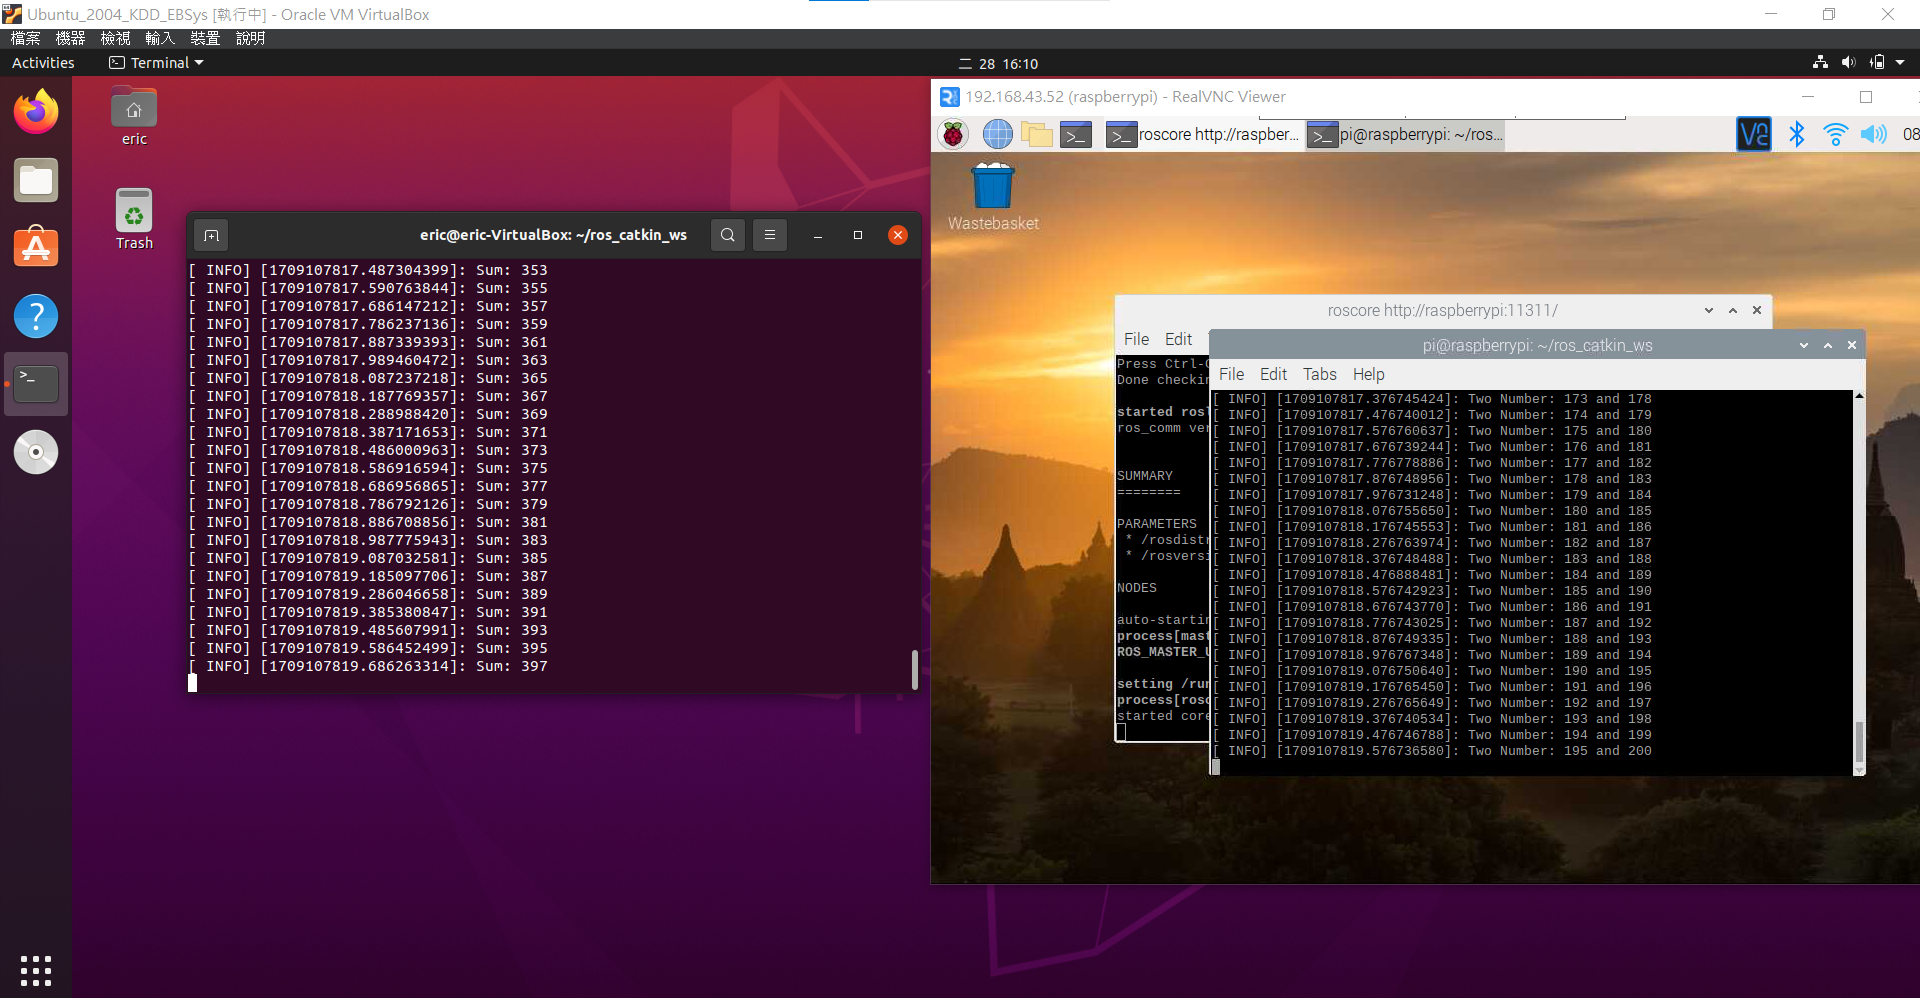 Ubuntu_2004_KDD_EBSys [執行中] - Oracle VM VirtualBox
檔案 機器 檢視 輸入 裝置 說明
Activities Terminal 二 28 16:10
eric
Trash
eric@eric-VirtualBox: ~/ros_catkin_ws
[ INFO] [1709107817.487304399]: Sum: 353
[ INFO] [1709107817.590763844]: Sum: 355
[ INFO] [1709107817.686147212]: Sum: 357
[ INFO] [1709107817.786237136]: Sum: 359
[ INFO] [1709107817.887339393]: Sum: 361
[ INFO] [1709107817.989460472]: Sum: 363
[ INFO] [1709107818.087237218]: Sum: 365
[ INFO] [1709107818.187769357]: Sum: 367
[ INFO] [1709107818.288988420]: Sum: 369
[ INFO] [1709107818.387171653]: Sum: 371
[ INFO] [1709107818.486000963]: Sum: 373
[ INFO] [1709107818.586916594]: Sum: 375
[ INFO] [1709107818.686956865]: Sum: 377
[ INFO] [1709107818.786792126]: Sum: 379
[ INFO] [1709107818.886708856]: Sum: 381
[ INFO] [1709107818.987775943]: Sum: 383
[ INFO] [1709107819.087032581]: Sum: 385
[ INFO] [1709107819.185097706]: Sum: 387
[ INFO] [1709107819.286046658]: Sum: 389
[ INFO] [1709107819.385380847]: Sum: 391
[ INFO] [1709107819.485607991]: Sum: 393
[ INFO] [1709107819.586452499]: Sum: 395
[ INFO] [1709107819.686263314]: Sum: 397
192.168.43.52 (raspberrypi) - RealVNC Viewer
roscore http://raspber... pi@raspberrypi: ~/ros... 08
Wastebasket
roscore http://raspberrypi:11311/
File Edit
Press Ctrl-C
Done checkin
started rosl
ros_comm ver
SUMMARY
========
PARAMETERS
* /rosdistr
* /rosversi
NODES
auto-startin
process[mast
ROS_MASTER_U
setting /run
process[rosc
started core
pi@raspberrypi: ~/ros_catkin_ws
File Edit Tabs Help
[ INFO] [1709107817.376745424]: Two Number: 173 and 178
[ INFO] [1709107817.476740012]: Two Number: 174 and 179
[ INFO] [1709107817.576760637]: Two Number: 175 and 180
[ INFO] [1709107817.676739244]: Two Number: 176 and 181
[ INFO] [1709107817.776778886]: Two Number: 177 and 182
[ INFO] [1709107817.876748956]: Two Number: 178 and 183
[ INFO] [1709107817.976731248]: Two Number: 179 and 184
[ INFO] [1709107818.076755650]: Two Number: 180 and 185
[ INFO] [1709107818.176745553]: Two Number: 181 and 186
[ INFO] [1709107818.276763974]: Two Number: 182 and 187
[ INFO] [1709107818.376748488]: Two Number: 183 and 188
[ INFO] [1709107818.476888481]: Two Number: 184 and 189
[ INFO] [1709107818.576742923]: Two Number: 185 and 190
[ INFO] [1709107818.676743770]: Two Number: 186 and 191
[ INFO] [1709107818.776743025]: Two Number: 187 and 192
[ INFO] [1709107818.876749335]: Two Number: 188 and 193
[ INFO] [1709107818.976767348]: Two Number: 189 and 194
[ INFO] [1709107819.076750640]: Two Number: 190 and 195
[ INFO] [1709107819.176765450]: Two Number: 191 and 196
[ INFO] [1709107819.276765649]: Two Number: 192 and 197
[ INFO] [1709107819.376740534]: Two Number: 193 and 198
[ INFO] [1709107819.476746788]: Two Number: 194 and 199
[ INFO] [1709107819.576736580]: Two Number: 195 and 200